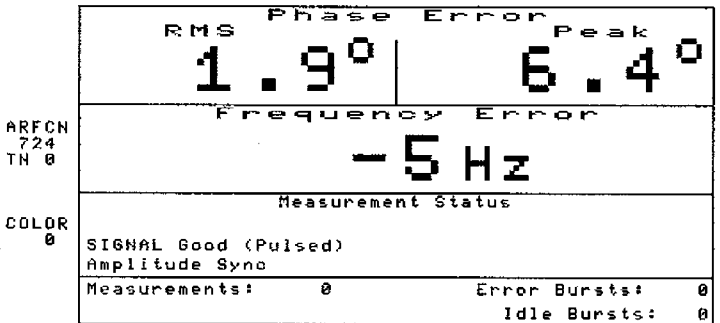 Phase Error
RMS Peak
1.9° 6.4°
Frequency Error
-5 Hz
ARFCN
724
TN 0
Measurement Status
COLOR
0
SIGNAL Good (Pulsed)
Amplitude Sync
Measurements: 0 Error Bursts: 0
Idle Bursts: 0